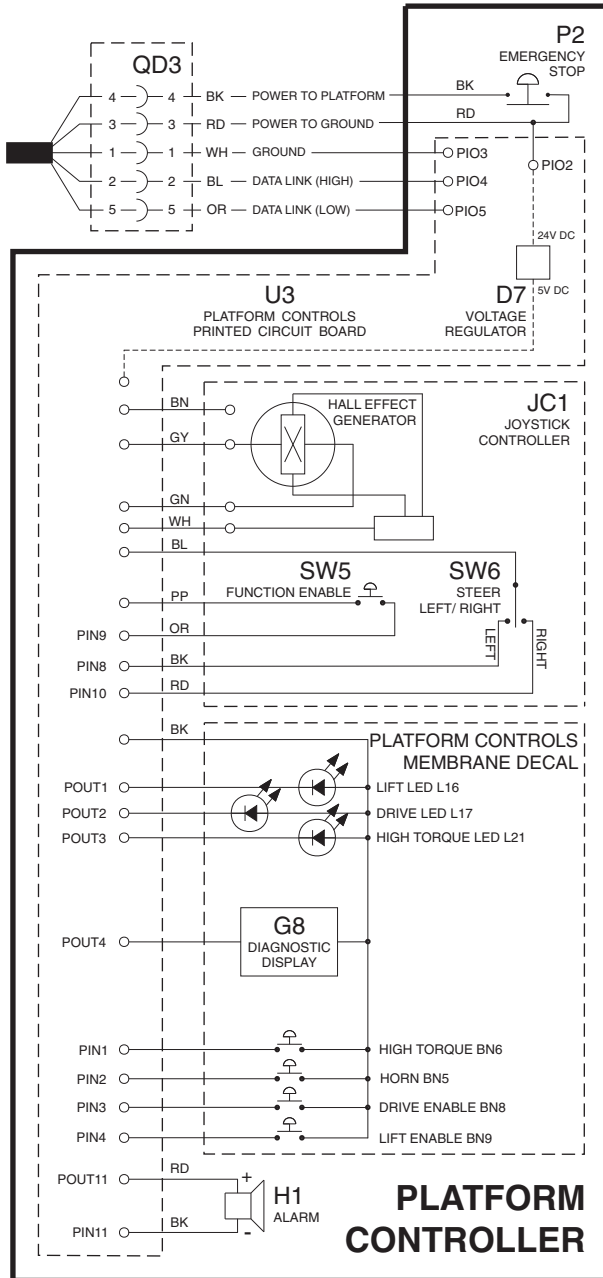 P2
EMERGENCY
STOP
QD3
4 4 BK POWER TO PLATFORM BK
3 3 RD POWER TO GROUND RD
1 1 WH GROUND PIO3
2 2 BL DATA LINK (HIGH) PIO4
5 5 OR DATA LINK (LOW) PIO5
PIO2
24V DC
5V DC
U3
PLATFORM CONTROLS
PRINTED CIRCUIT BOARD
D7
VOLTAGE
REGULATOR
BN
HALL EFFECT
GENERATOR
JC1
JOYSTICK
CONTROLLER
GY
GN
WH
BL
SW5
FUNCTION ENABLE
SW6
STEER
LEFT/ RIGHT
PP
PIN9 OR
LEFT
RIGHT
PIN8 BK
PIN10 RD
BK
PLATFORM CONTROLS
MEMBRANE DECAL
POUT1 LIFT LED L16
POUT2 DRIVE LED L17
POUT3 HIGH TORQUE LED L21
POUT4
G8
DIAGNOSTIC
DISPLAY
PIN1 HIGH TORQUE BN6
PIN2 HORN BN5
PIN3 DRIVE ENABLE BN8
PIN4 LIFT ENABLE BN9
POUT11 RD
+
H1
ALARM
-
PIN11 BK
PLATFORM
CONTROLLER